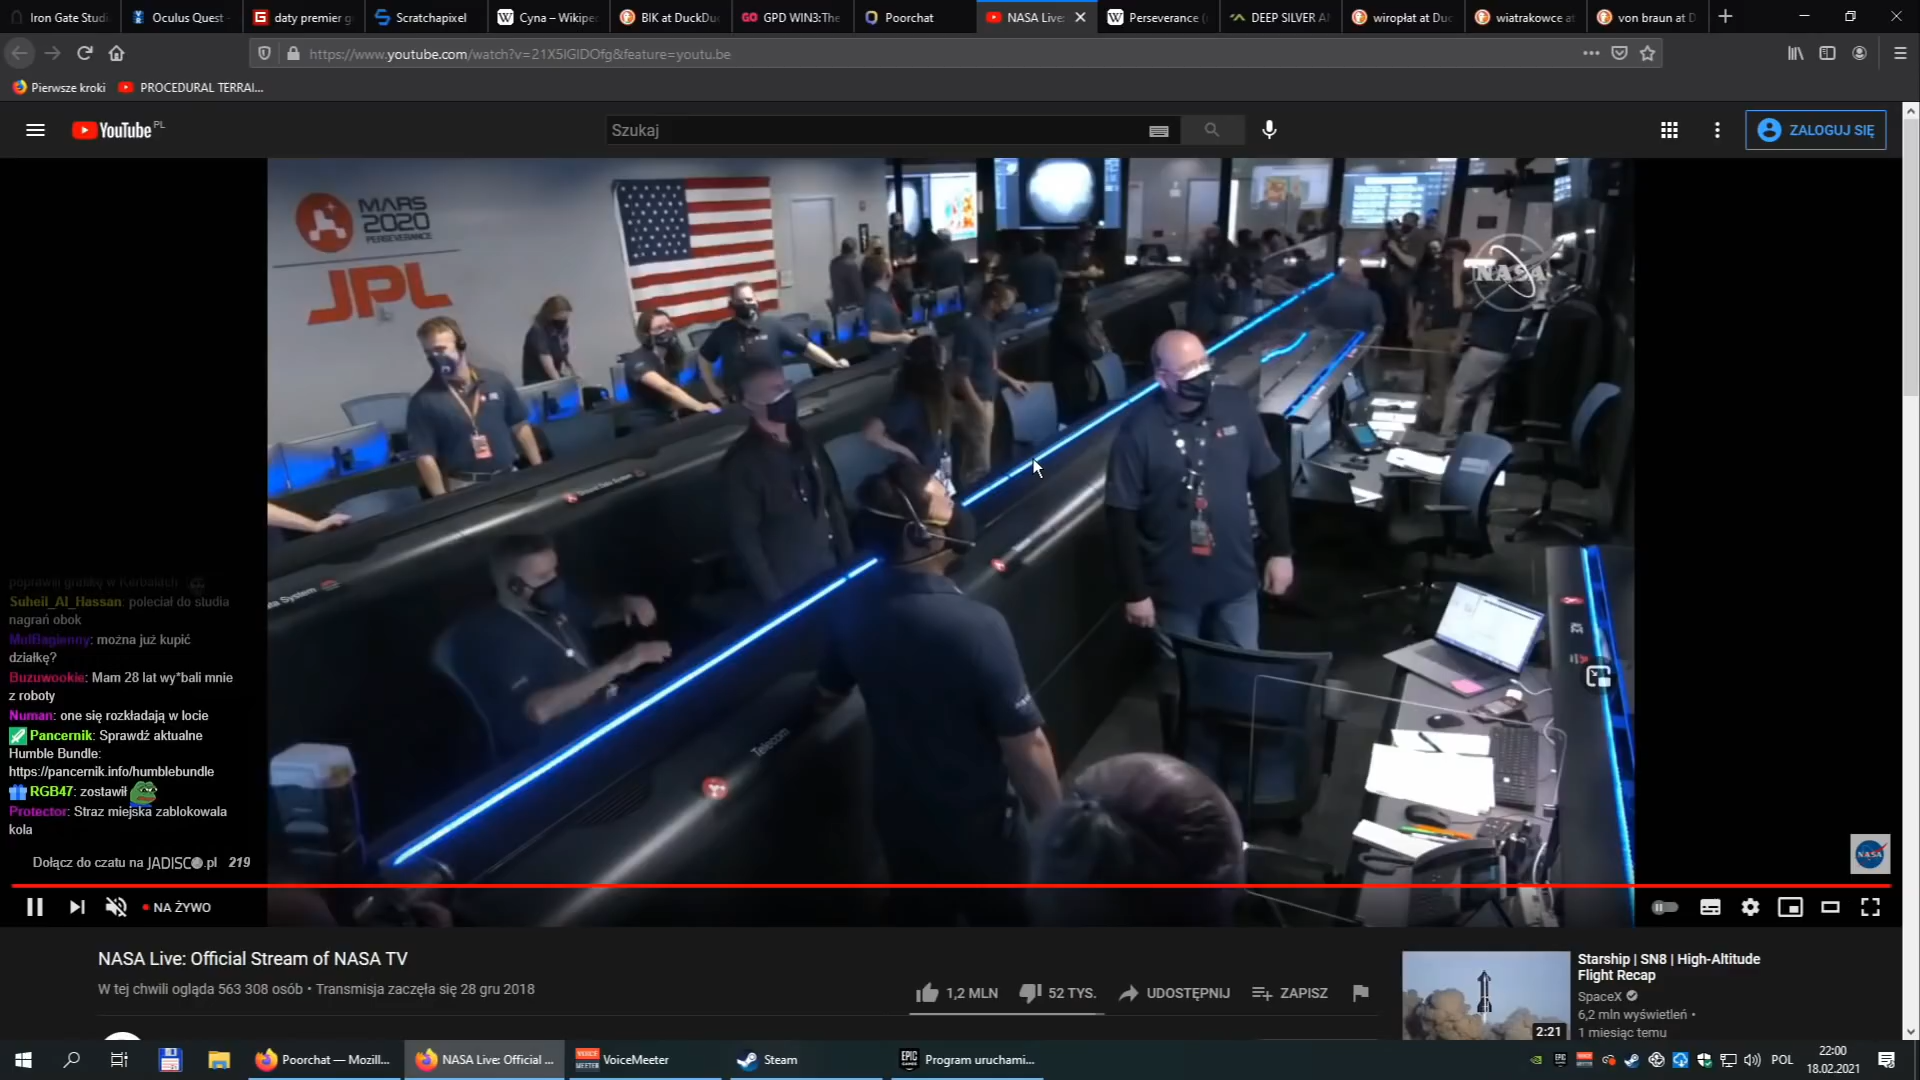 Iron Gate Studi
Oculus Quest -
daty premier g
Scratchapixel
Cyna – Wikipe
BIK at DuckDu
GPD WIN3:The
Poorchat
NASA Live:
Perseverance (
DEEP SILVER A
wiropłat at Duc
wiatrakowce at
von braun at D
https://www.youtube.com/watch?v=21X5lGlDOfg&feature=youtu.be
Pierwsze kroki
PROCEDURAL TERRAI...
YouTube PL
Szukaj
ZALOGUJ SIĘ
MARS
2020
PERSEVERANCE
JPL
NASA
Telecom
poprawili grafikę w Kerbalach
Suheil_Al_Hassan: poleciał do studia
nagrań obok
MulBagienny: można już kupić
działkę?
Buzuwookie: Mam 28 lat wy*bali mnie
z roboty
Numan: one się rozkładają w locie
Pancernik: Sprawdź aktualne
Humble Bundle:
https://pancernik.info/humblebundle
RGB47: zostawił
Protector: Straz miejska zablokowala
kola
Dołącz do czatu na JADISCO.pl 219
NASA
NA ŻYWO
NASA Live: Official Stream of NASA TV
W tej chwili ogląda 563 308 osób • Transmisja zaczęła się 28 gru 2018
1,2 MLN
52 TYS.
UDOSTĘPNIJ
ZAPISZ
Starship | SN8 | High-Altitude
Flight Recap
SpaceX
6,2 mln wyświetleń •
1 miesiąc temu
2:21
Poorchat — Mozill...
NASA Live: Official ...
VoiceMeeter
Steam
Program uruchami...
POL
22:00
18.02.2021